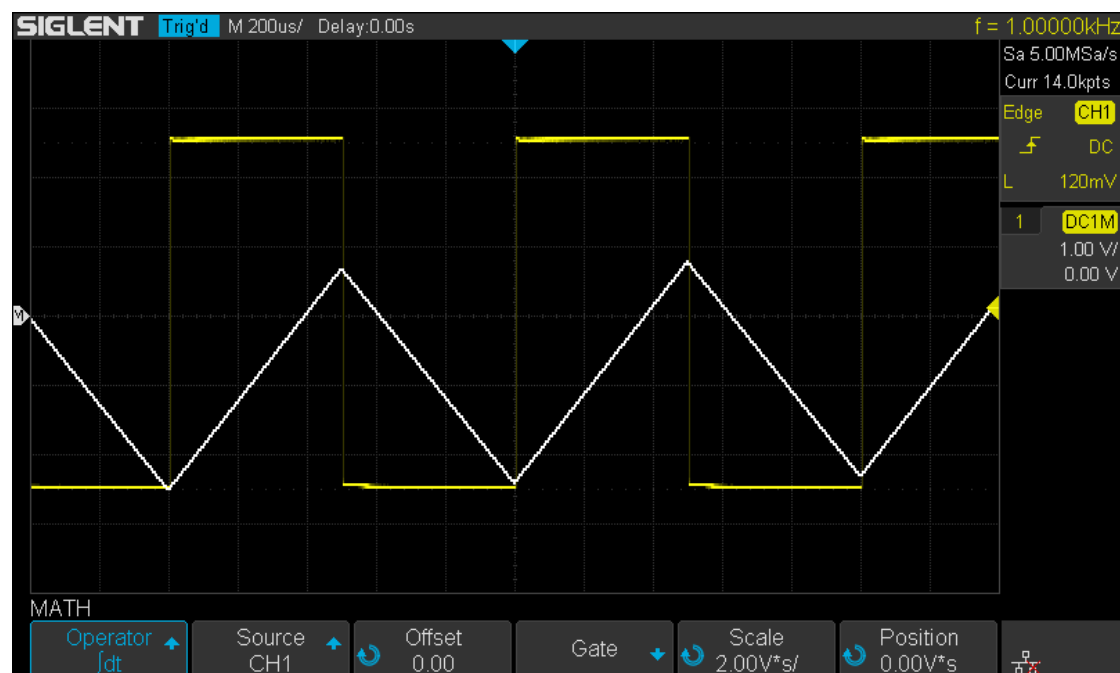 SIGLENT Trig'd M 200us/ Delay:0.00s f = 1.00000kHz
Sa 5.00MSa/s
Curr 14.0kpts
Edge CH1
DC
L 120mV
1 DC1M
1.00 V/
0.00 V
M
MATH
Operator Source Offset Gate Scale Position
∫dt CH1 0.00 2.00V*s/ 0.00V*s